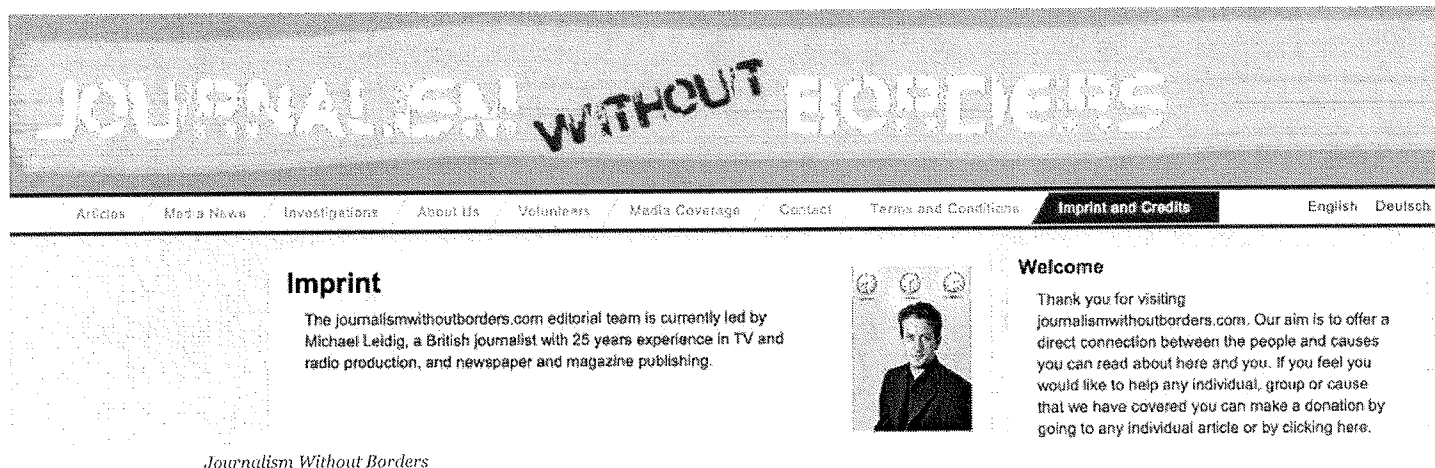 JOURNALISM WITHOUT BORDERS
Articles / Media News / Investigations / About Us / Volunteers / Media Coverage / Contact Terms and Conditions Imprint and Credits English Deutsch
Imprint
The journalismwithoutborders.com editorial team is currently led by
Michael Leidig, a British journalist with 25 years experience in TV and
radio production, and newspaper and magazine publishing.
Welcome
Thank you for visiting
journalismwithoutborders.com. Our aim is to offer a
direct connection between the people and causes
you can read about here and you. If you feel you
would like to help any individual, group or cause
that we have covered you can make a donation by
going to any individual article or by clicking here.
Journalism Without Borders